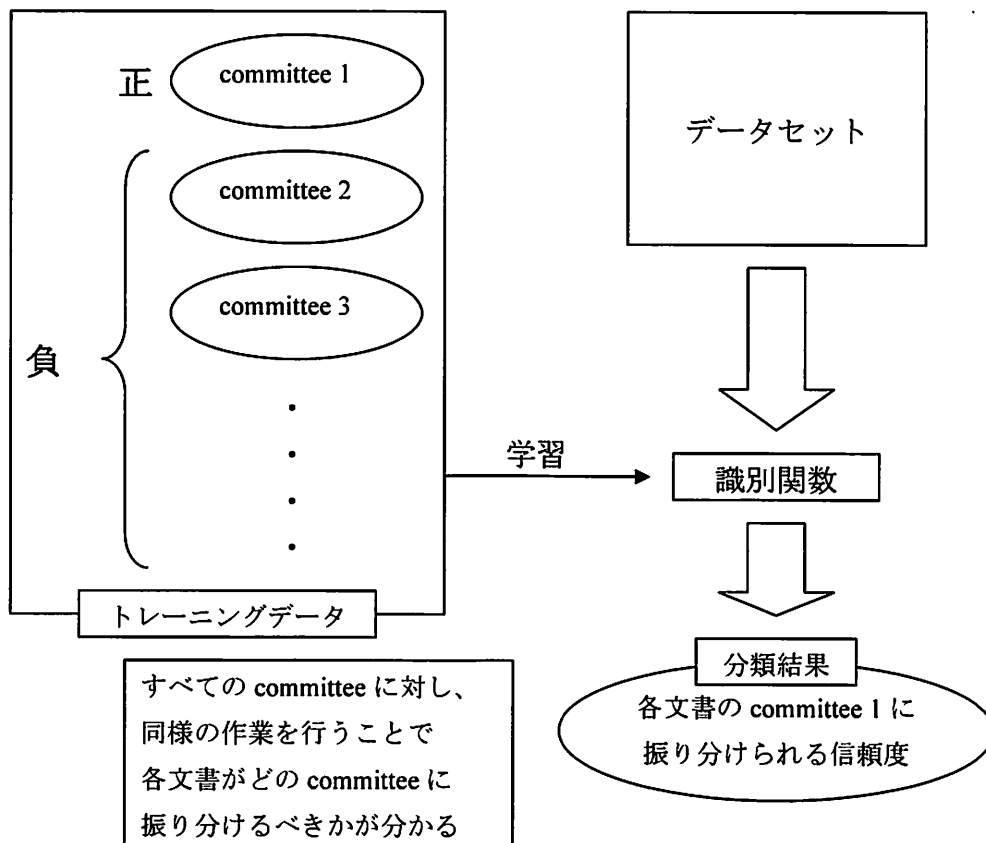 正
committee 1
committee 2
committee 3
負
トレーニングデータ
すべての committee に対し、
同様の作業を行うことで
各文書がどの committee に
振り分けるべきかが分かる
学習
データセット
識別関数
分類結果
各文書の committee 1 に
振り分けられる信頼度